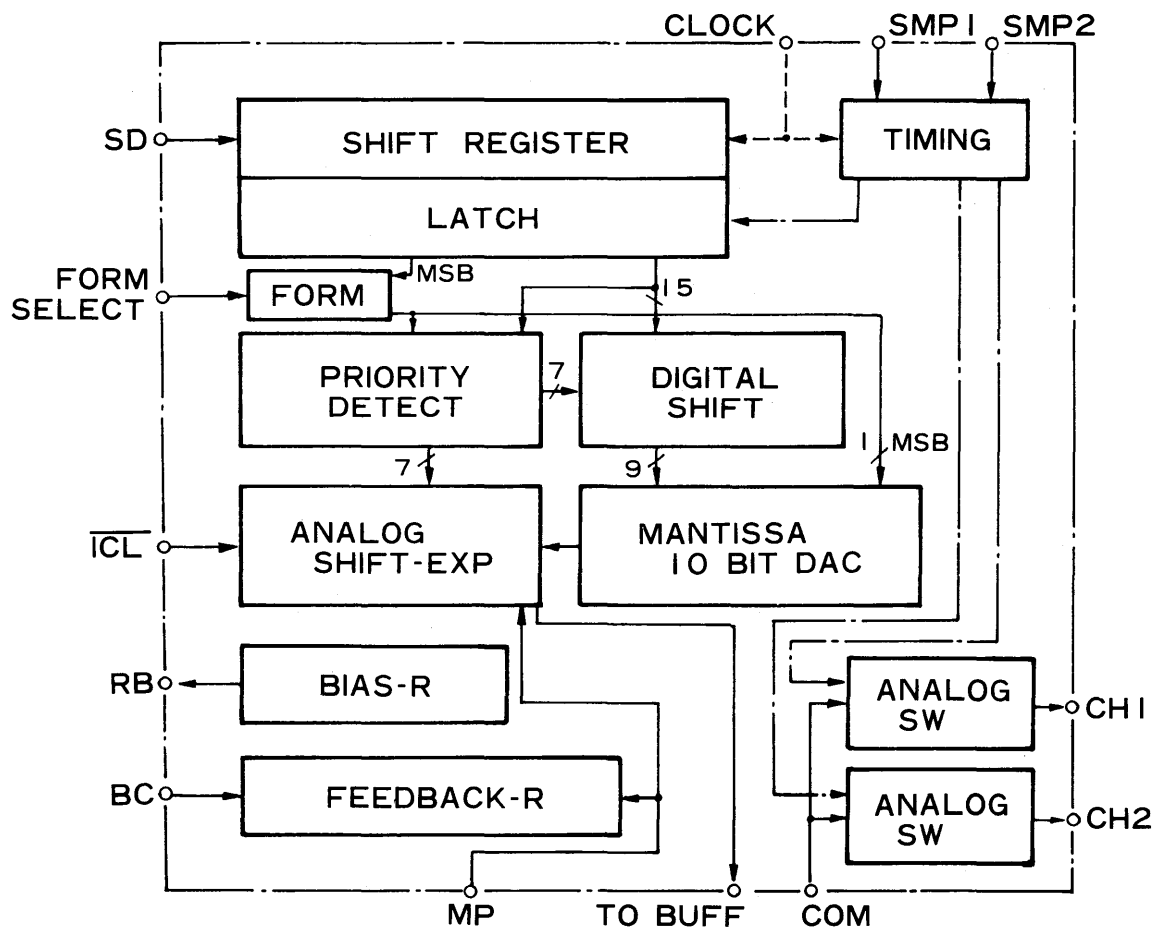 CLOCK SMP1 SMP2
SD
SHIFT REGISTER
TIMING
LATCH
FORM
SELECT
MSB
FORM
15
PRIORITY
DETECT
7
DIGITAL
SHIFT
7
9
1 MSB
ICL
ANALOG
SHIFT-EXP
MANTISSA
10 BIT DAC
RB
BIAS-R
ANALOG
SW
CH1
BC
FEEDBACK-R
ANALOG
SW
CH2
MP
TO BUFF
COM